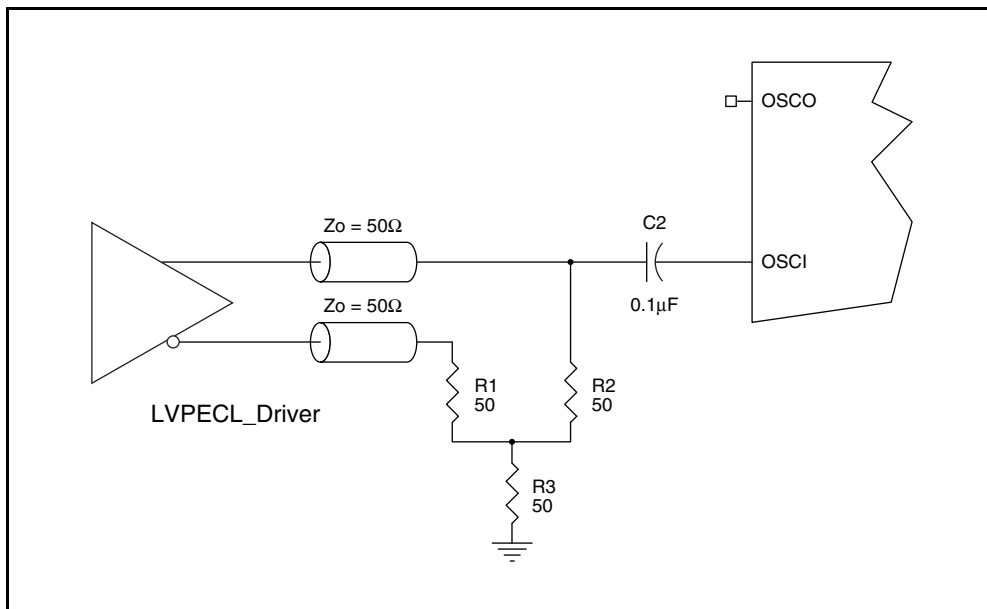 OSCO
Zo = 50Ω
C2
OSCI
0.1μF
Zo = 50Ω
R1
50
R2
50
LVPECL_Driver
R3
50